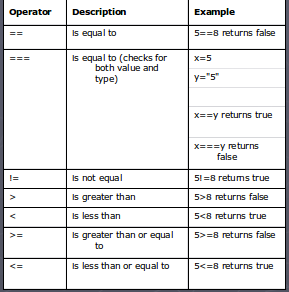 Operator Description Example
== Is equal to 5==8 returns false
=== Is equal to (checks for x=5
both value and
type) y="5"
x==y returns true
x===y returns
false
!= Is not equal 5!=8 returns true
> Is greater than 5>8 returns false
< Is less than 5<8 returns true
>= Is greater than or equal 5>=8 returns false
to
<= Is less than or equal to 5<=8 returns true